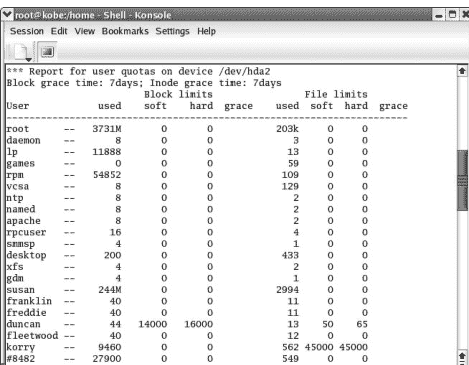 root@kobe:/home - Shell - Konsole
Session Edit View Bookmarks Settings Help
*** Report for user quotas on device /dev/hda2
Block grace time: 7days; Inode grace time: 7days
Block limits File limits
User used soft hard grace used soft hard grace
----------------------------------------------------------------------
root -- 3731M 0 0 203k 0 0
daemon -- 8 0 0 3 0 0
lp -- 11888 0 0 13 0 0
games -- 0 0 0 59 0 0
rpm -- 54852 0 0 109 0 0
vcsa -- 8 0 0 129 0 0
ntp -- 8 0 0 2 0 0
named -- 8 0 0 2 0 0
apache -- 8 0 0 2 0 0
rpcuser -- 16 0 0 4 0 0
smmsp -- 4 0 0 1 0 0
desktop -- 200 0 0 433 0 0
xfs -- 4 0 0 2 0 0
gdm -- 4 0 0 1 0 0
susan -- 244M 0 0 2994 0 0
franklin -- 40 0 0 11 0 0
freddie -- 40 0 0 11 0 0
duncan -- 44 14000 16000 13 50 65
fleetwood -- 40 0 0 12 0 0
korry -- 9460 0 0 562 45000 45000
#8482 -- 27900 0 0 549 0 0